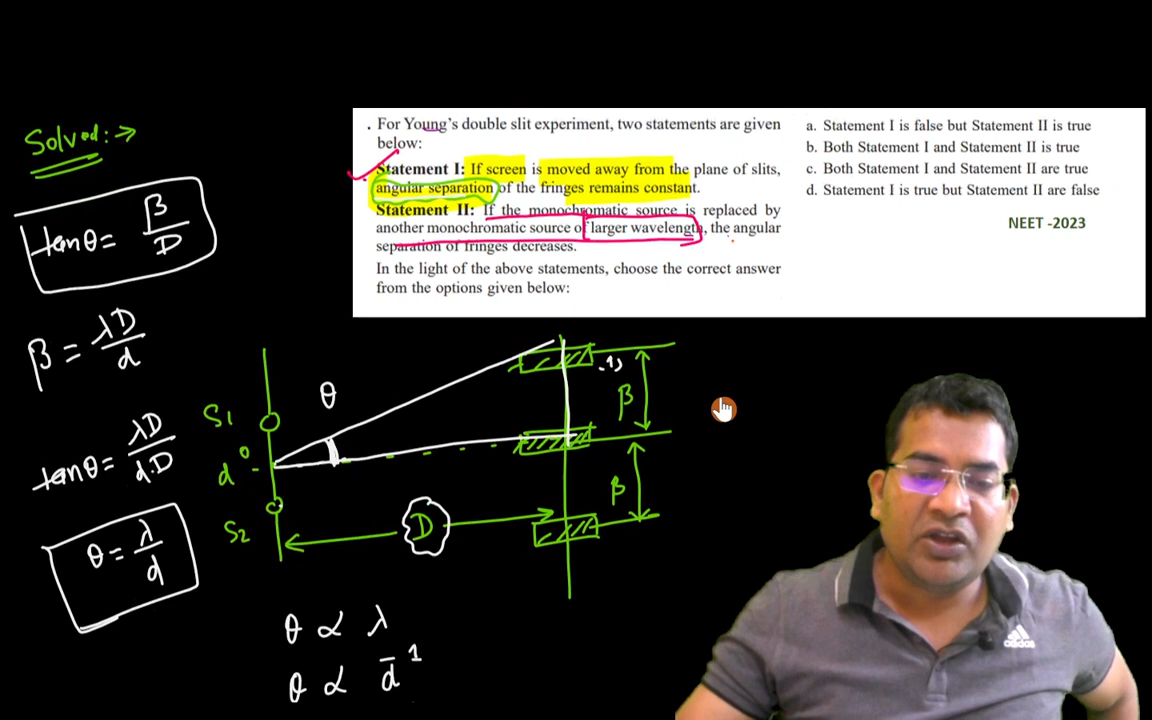 Solved:→
tanθ = β/D
β = λD/d
tanθ = λD/d.D
θ = λ/d
. For Young's double slit experiment, two statements are given
below:
Statement I: If screen is moved away from the plane of slits,
angular separation of the fringes remains constant.
Statement II: If the monochromatic source is replaced by
another monochromatic source of larger wavelength, the angular
separation of fringes decreases.
In the light of the above statements, choose the correct answer
from the options given below:
a. Statement I is false but Statement II is true
b. Both Statement I and Statement II is true
c. Both Statement I and Statement II are true
d. Statement I is true but Statement II are false
NEET -2023
S1
d
S2
θ
D
β
β
θ ∝ λ
θ ∝ d⁻¹
adidas